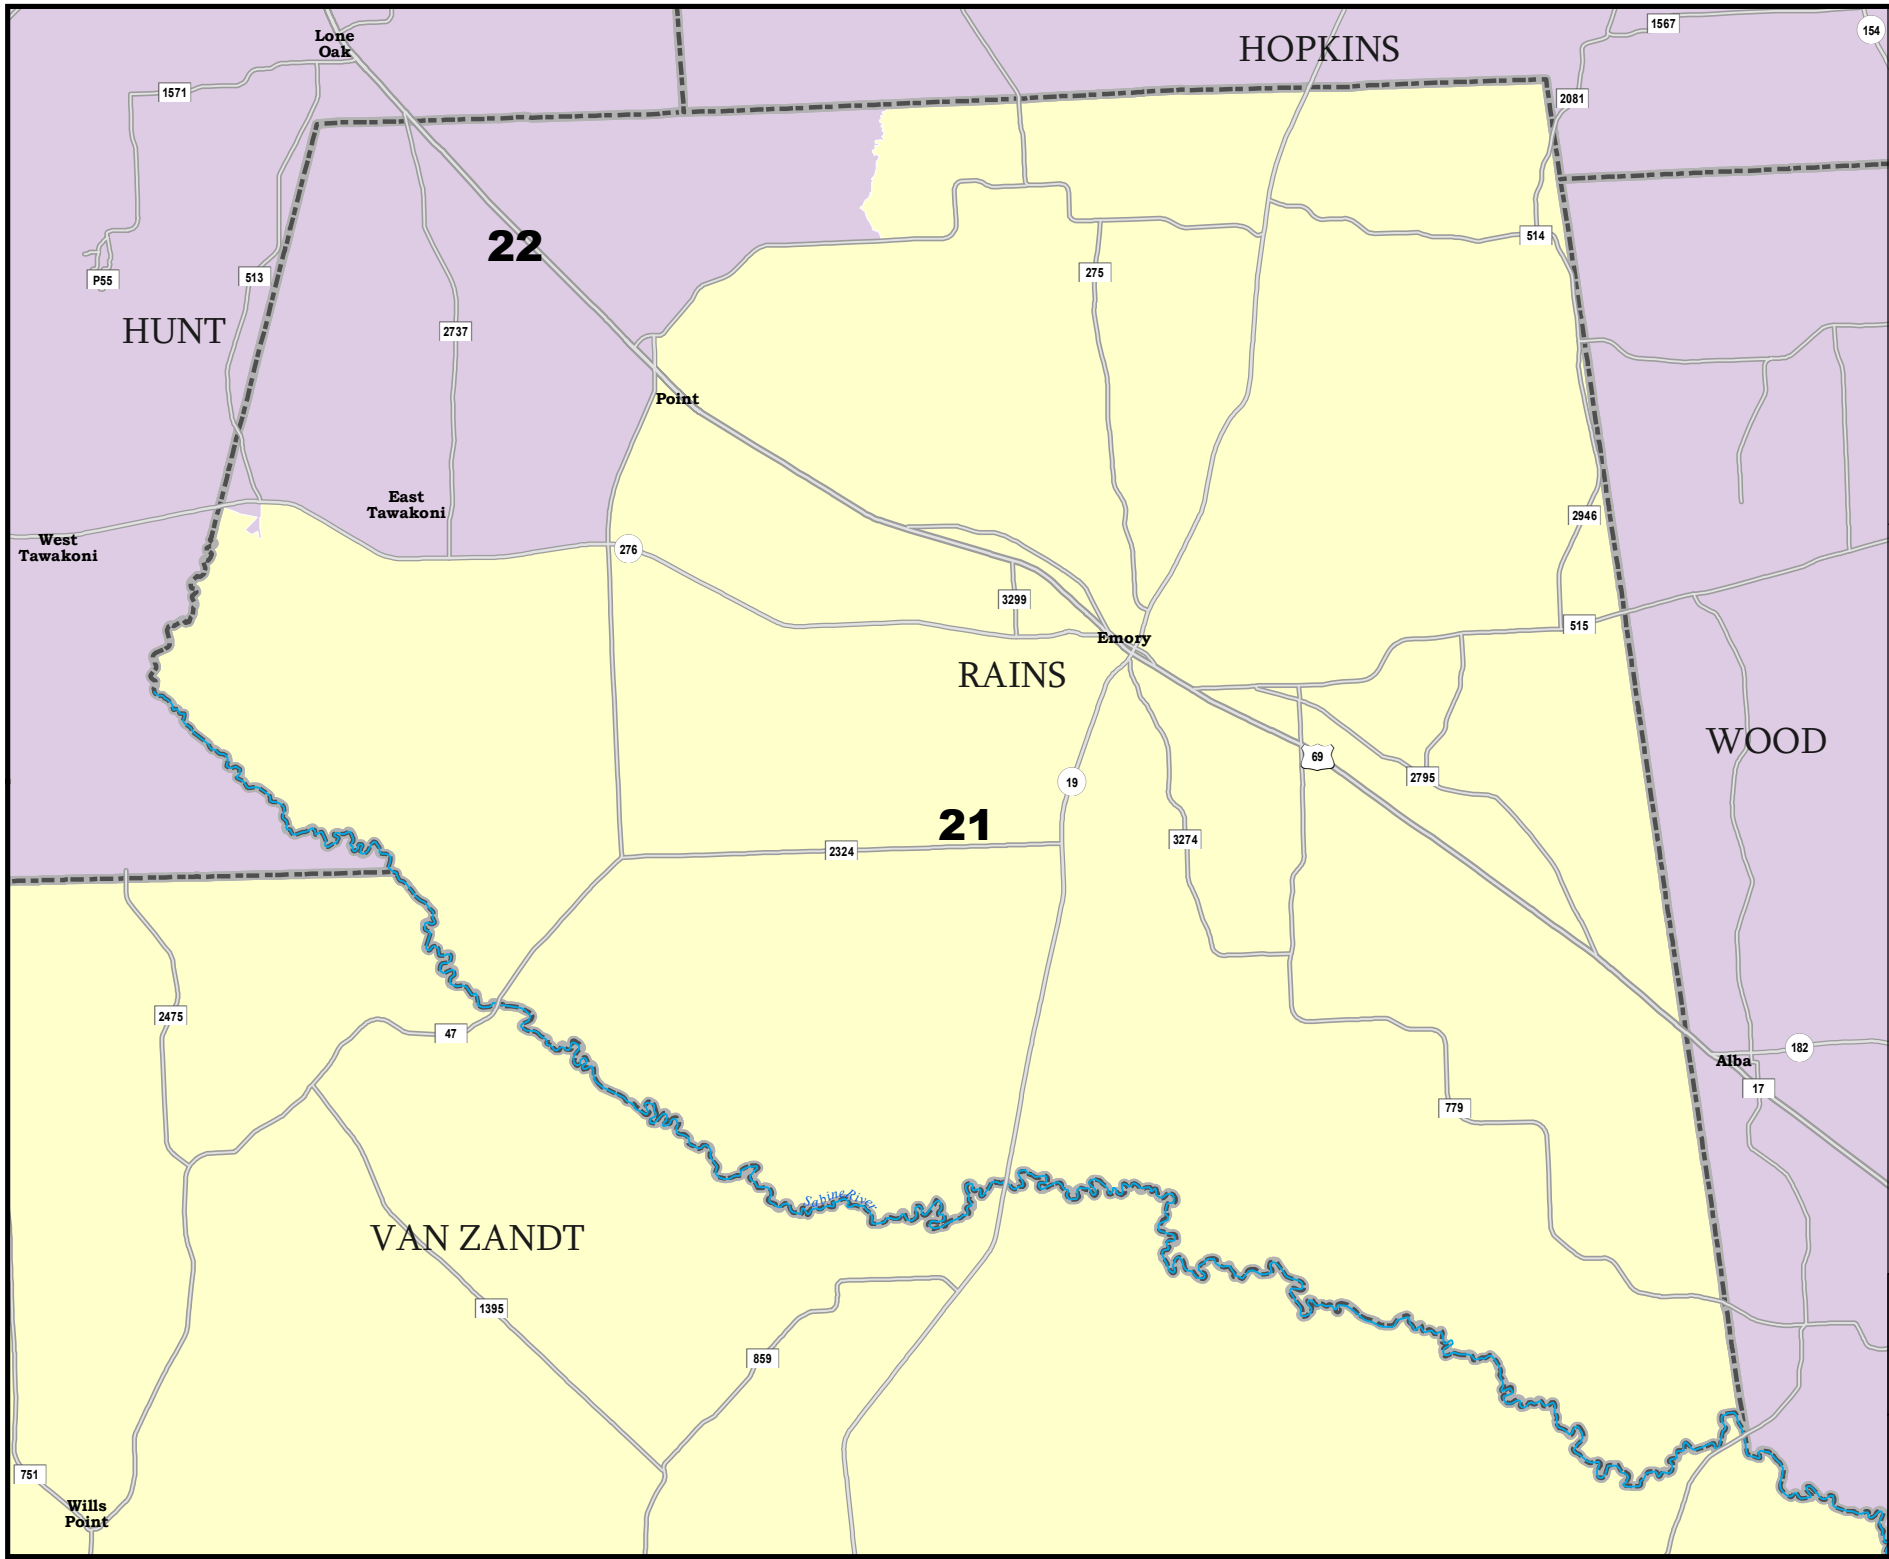 Lone
Oak
HOPKINS
1567
154
1571
2081
22
514
P55
513
275
HUNT
2737
Point
East
Tawakoni
2946
West
Tawakoni
276
3299
515
Emory
RAINS
WOOD
69
2795
19
21
2324
3274
2475
47
182
Alba
17
779
Sabine River
VAN ZANDT
1395
859
751
Wills
Point